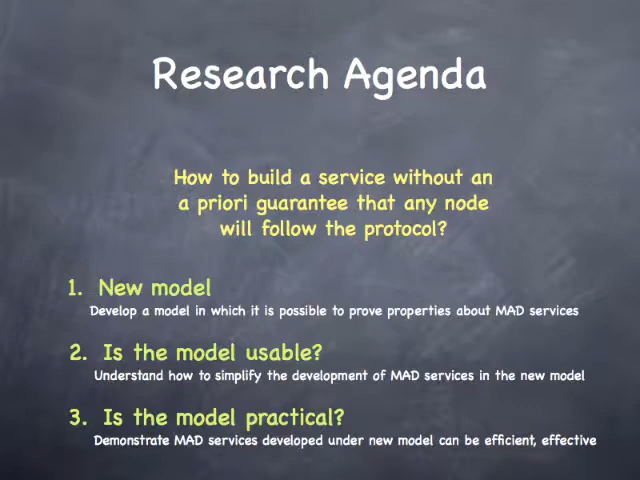 Research Agenda
How to build a service without an
a priori guarantee that any node
will follow the protocol?
1. New model
Develop a model in which it is possible to prove properties about MAD services
2. Is the model usable?
Understand how to simplify the development of MAD services in the new model
3. Is the model practical?
Demonstrate MAD services developed under new model can be efficient, effective